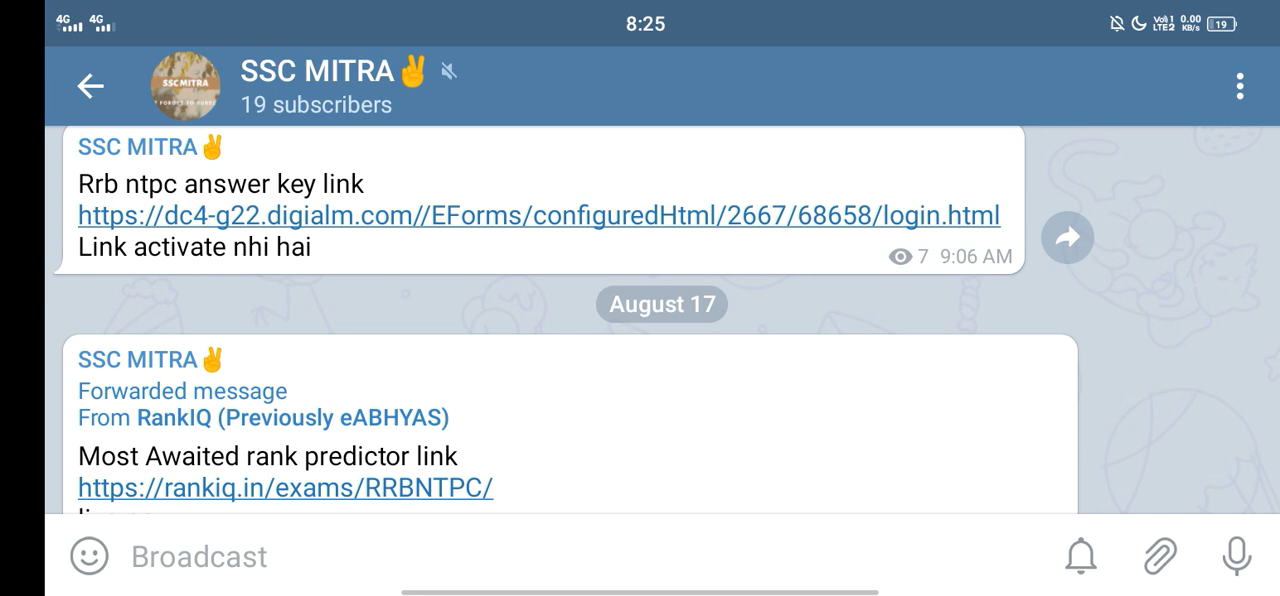 4G 4G 8:25 Vo1 1 LTE2 0.00 KB/s 19
SSC MITRA✌️
19 subscribers
SSC MITRA
SSC MITRA✌️
Rrb ntpc answer key link
https://dc4-g22.digialm.com//EForms/configuredHtml/2667/68658/login.html
Link activate nhi hai
7 9:06 AM
August 17
SSC MITRA✌️
Forwarded message
From RankIQ (Previously eABHYAS)
Most Awaited rank predictor link
https://rankiq.in/exams/RRBNTPC/
Broadcast